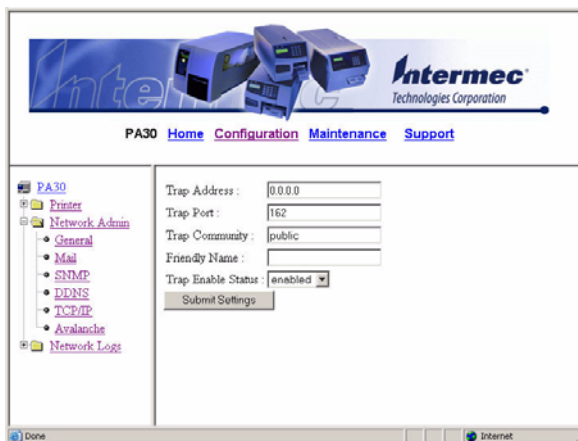 Intermec
Intermec®
Technologies Corporation
PA30 Home Configuration Maintenance Support
PA30
Printer
Network Admin
General
Mail
SNMP
DDNS
TCP/IP
Avalanche
Network Logs
Trap Address : 0.0.0.0
Trap Port : 162
Trap Community : public
Friendly Name :
Trap Enable Status : enabled
Submit Settings
Done
Internet